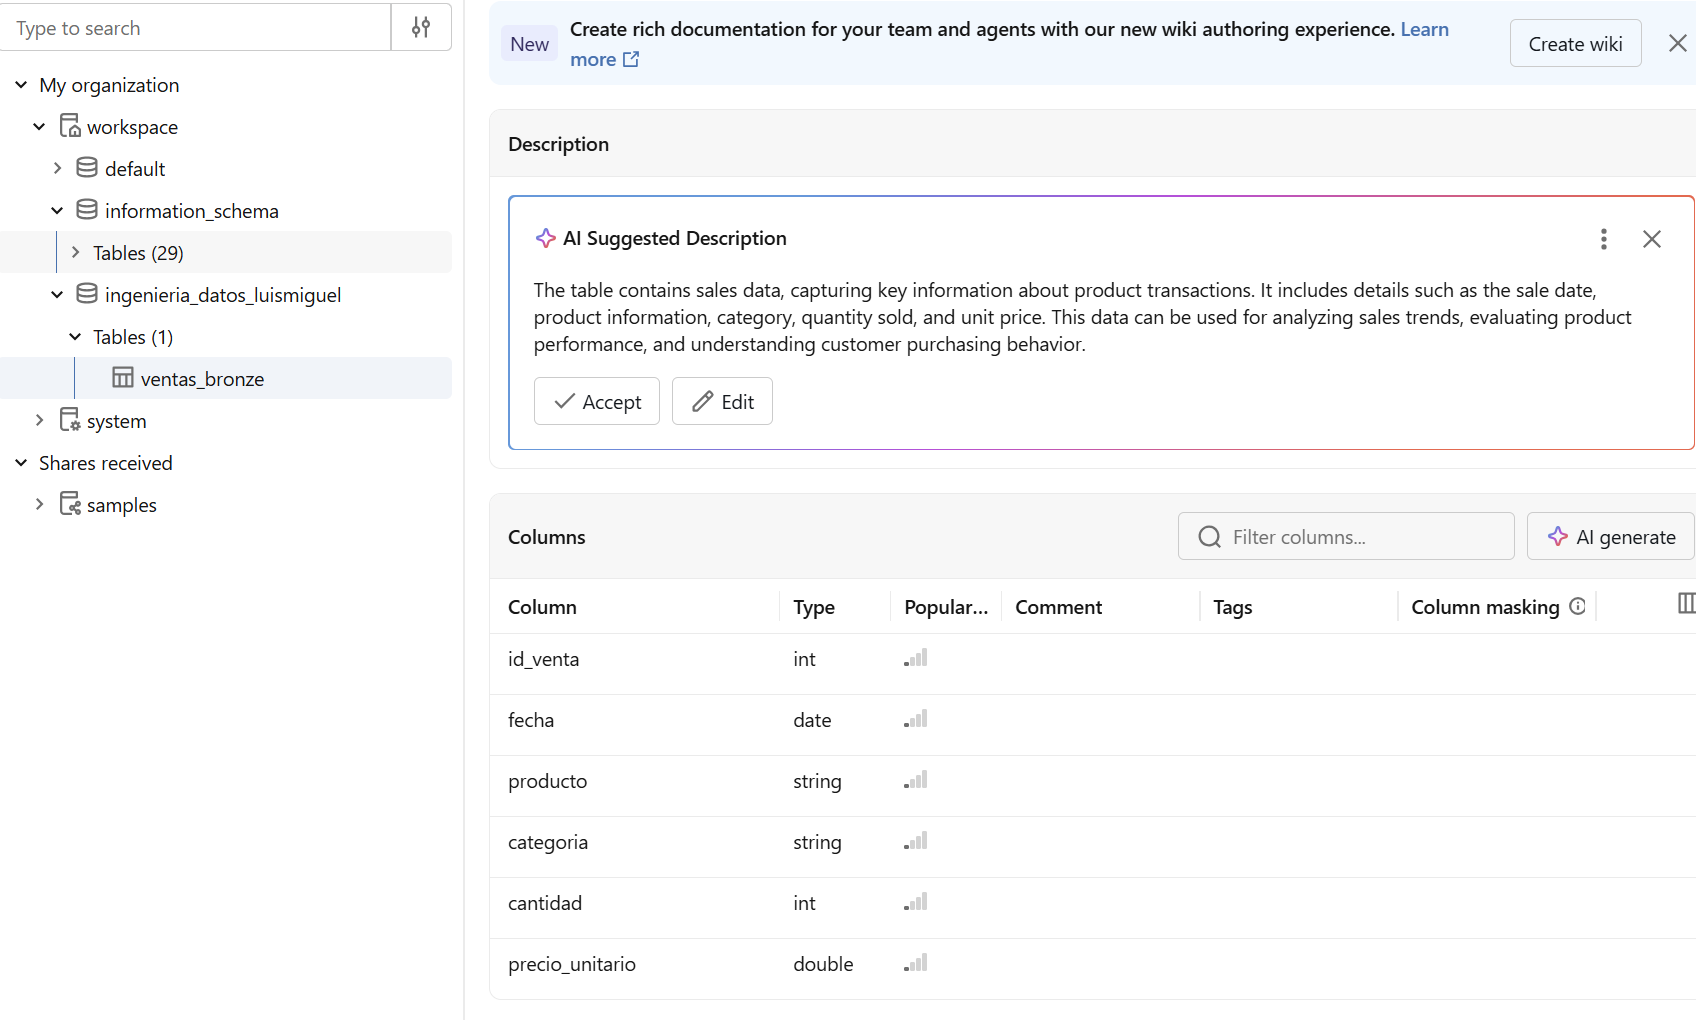 Type to search
My organization
workspace
default
information_schema
Tables (29)
ingenieria_datos_luismiguel
Tables (1)
ventas_bronze
system
Shares received
samples
New
Create rich documentation for your team and agents with our new wiki authoring experience. Learn
more
Create wiki
Description
AI Suggested Description
The table contains sales data, capturing key information about product transactions. It includes details such as the sale date,
product information, category, quantity sold, and unit price. This data can be used for analyzing sales trends, evaluating product
performance, and understanding customer purchasing behavior.
Accept
Edit
Columns
Filter columns...
AI generate
Column Type Popular... Comment Tags Column masking
id_venta int
fecha date
producto string
categoria string
cantidad int
precio_unitario double